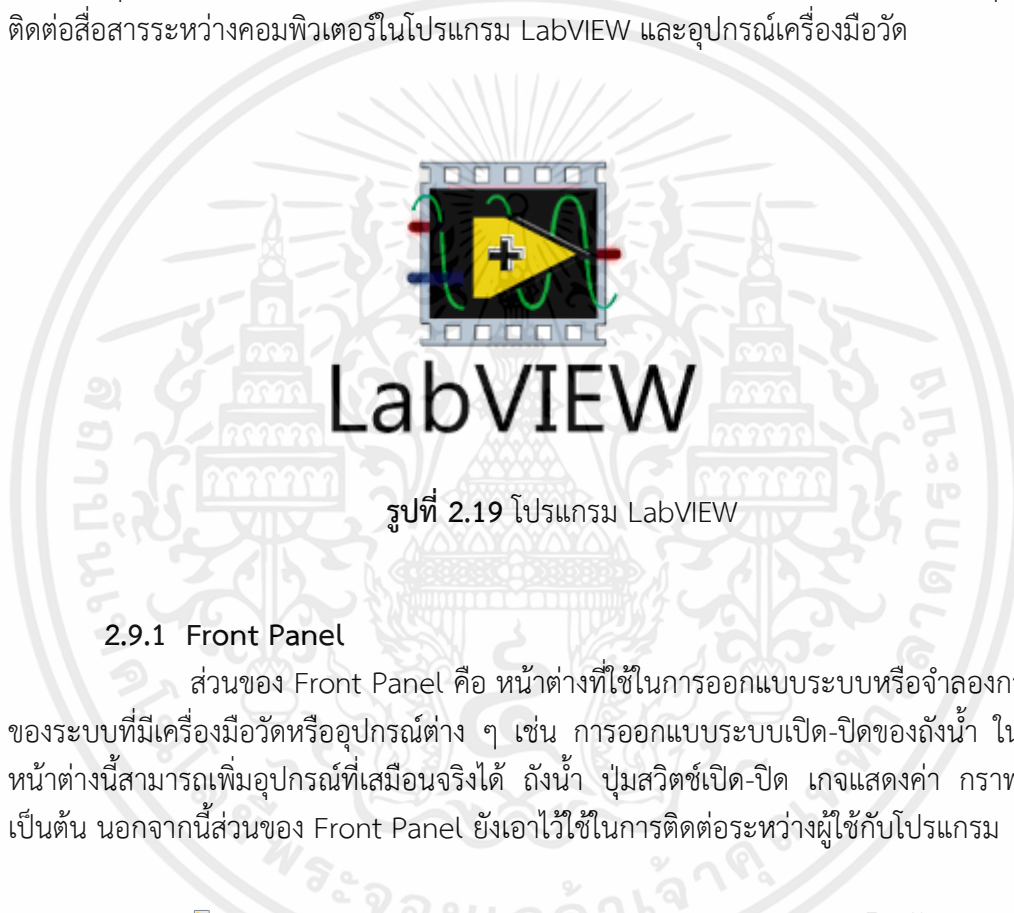 ติดต่อสื่อสารระหว่างคอมพิวเตอร์ในโปรแกรม LabVIEW และอุปกรณ์เครื่องมือวัด
LabVIEW
รูปที่ 2.19 โปรแกรม LabVIEW
2.9.1 Front Panel
ส่วนของ Front Panel คือ หน้าต่างที่ใช้ในการออกแบบระบบหรือจำลองกา
ของระบบที่มีเครื่องมือวัดหรืออุปกรณ์ต่าง ๆ เช่น การออกแบบระบบเปิด-ปิดของถังน้ำ ใน
หน้าต่างนี้สามารถเพิ่มอุปกรณ์ที่เสมือนจริงได้ ถังน้ำ ปุ่มสวิตช์เปิด-ปิด เกจแสดงค่า กราฟ
เป็นต้น นอกจากนี้ส่วนของ Front Panel ยังเอาไว้ใช้ในการติดต่อระหว่างผู้ใช้กับโปรแกรม